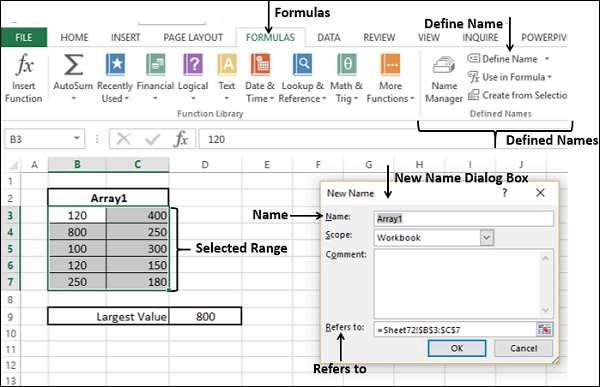 Formulas
Define Name
FILE HOME INSERT PAGE LAYOUT FORMULAS DATA REVIEW VIEW INQUIRE POWERPIV
fx Σ
Insert Function
AutoSum
Recently Used
Financial
Logical
Text
Date & Time
Lookup & Reference
Math & Trig
More Functions
Name Manager
Define Name
Use in Formula
Create from Selectio
Function Library
Defined Names
Defined Names
B3 fx 120
A B C D E F G H I J
1
New Name Dialog Box
2 Array1
New Name ?
3 120 400
4 800 250
5 100 300
6 120 150
7 250 180
8
9 Largest Value 800
10
11
12
13
Selected Range
Name
Name: Array1
Scope: Workbook
Comment:
Refers to: =Sheet72!$B$3:$C$7
OK Cancel
Refers to